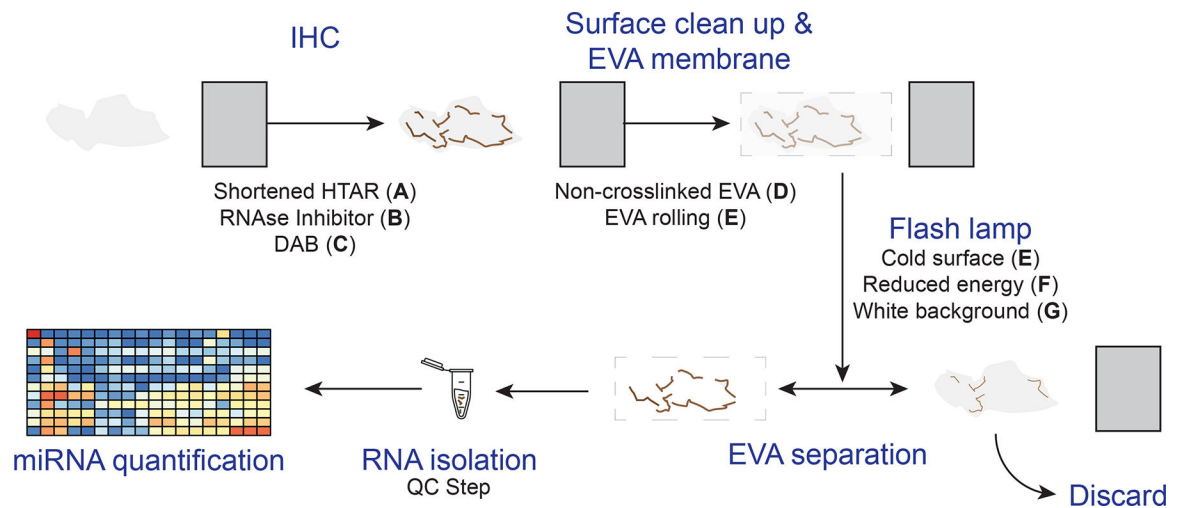 IHC
Surface clean up &
EVA membrane
Shortened HTAR (A)
RNAse Inhibitor (B)
DAB (C)
Non-crosslinked EVA (D)
EVA rolling (E)
Flash lamp
Cold surface (E)
Reduced energy (F)
White background (G)
miRNA quantification
RNA isolation
QC Step
EVA separation
Discard